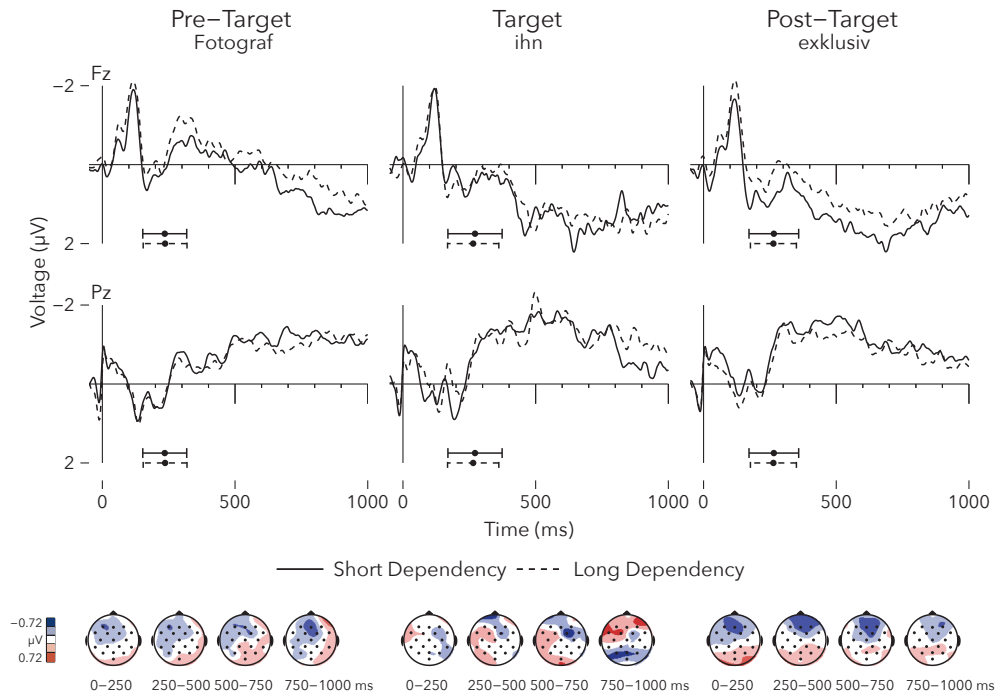 Pre–Target Target Post–Target
Fotograf ihn exklusiv
Fz
−2
2
Voltage (µV)
Pz
−2
2
0 500 1000 0 500 1000 0 500 1000
Time (ms)
Short Dependency Long Dependency
−0.72
µV
0.72
0−250 250−500 500−750 750−1000 ms 0−250 250−500 500−750 750−1000 ms 0−250 250−500 500−750 750−1000 ms